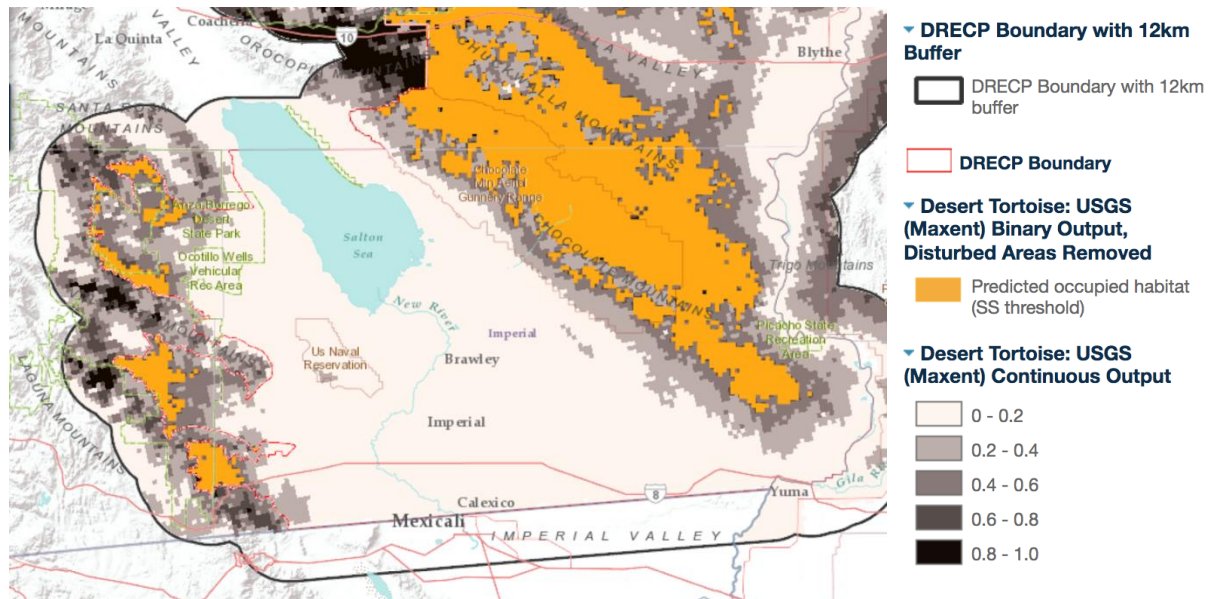 Coachella
La Quinta
VALLEY
MOUNTAINS
10
OROCOPIA MOUNTAINS
CHUCKWALLA MOUNTAINS
VALLEY
Blythe
SANTA ROSA
MOUNTAINS
Anza Borrego
Desert
State Park
Ocotillo Wells
Vehicular
Rec Area
Salton
Sea
Chocolate
Mtn Aerial
Gunnery Range
CHOCOLATE MOUNTAINS
Trigo Mountains
New River
Imperial
Us Naval
Reservation
Brawley
Picacho State
Recreation
Area
MOUNTAINS
LAGUNA MOUNTAINS
Imperial
Calexico
8
Yuma
Mexicali
IMPERIAL VALLEY
DRECP Boundary with 12km
Buffer
DRECP Boundary with 12km
buffer
DRECP Boundary
Desert Tortoise: USGS
(Maxent) Binary Output,
Disturbed Areas Removed
Predicted occupied habitat
(SS threshold)
Desert Tortoise: USGS
(Maxent) Continuous Output
0 - 0.2
0.2 - 0.4
0.4 - 0.6
0.6 - 0.8
0.8 - 1.0